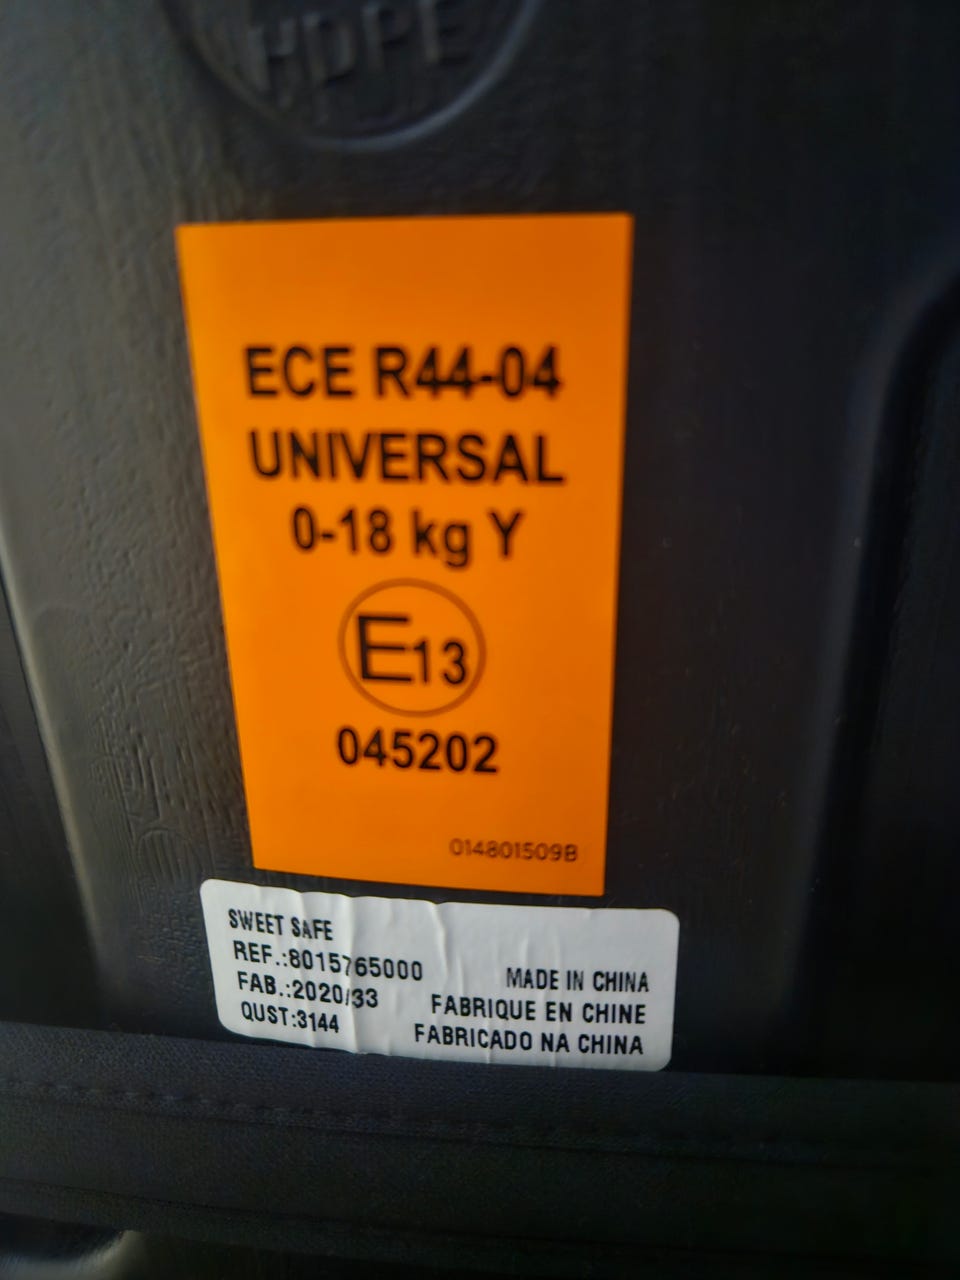 HDPE
ECE R44-04
UNIVERSAL
0-18 kg Y
E13
045202
014801509B
SWEET SAFE
REF.:8015765000
FAB.:2020/33
QUST:3144
MADE IN CHINA
FABRIQUE EN CHINE
FABRICADO NA CHINA